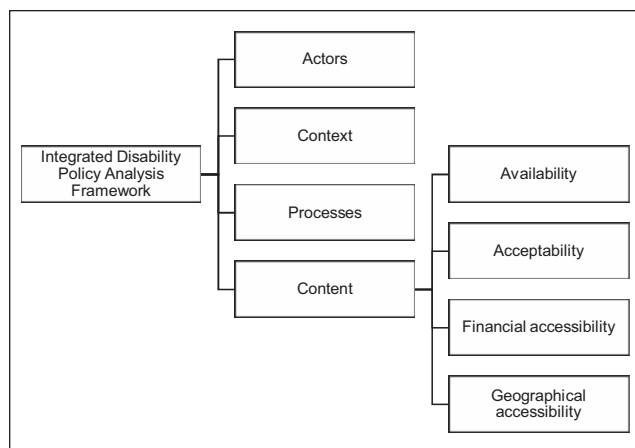 Integrated Disability
Policy Analysis
Framework
Actors
Context
Processes
Content
Availability
Acceptability
Financial accessibility
Geographical
accessibility